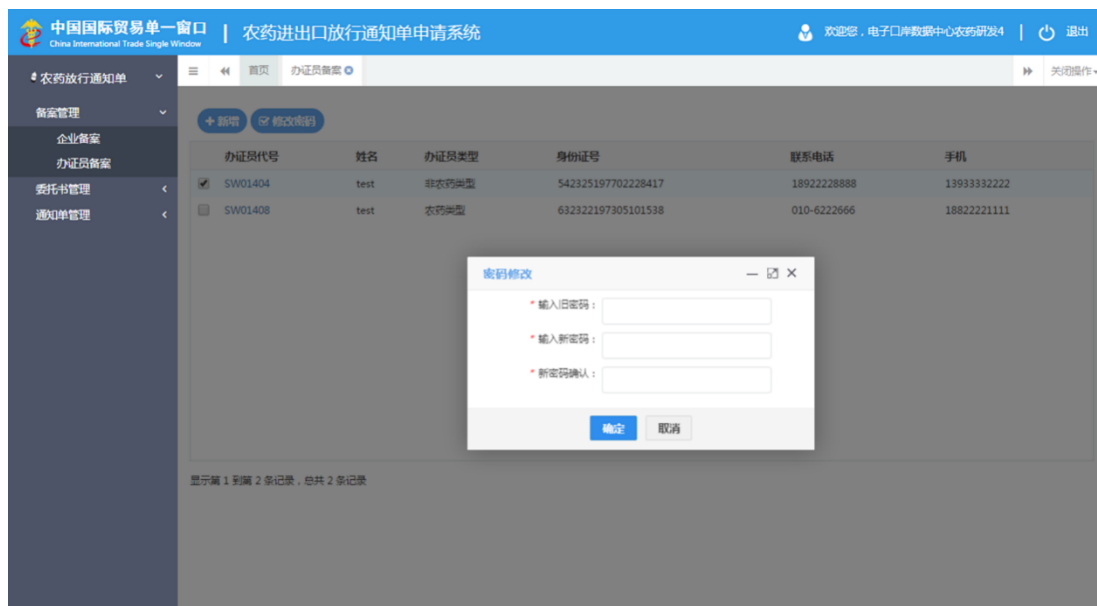 中国国际贸易单一窗口 | 农药进出口放行通知单申请系统 欢迎您，电子口岸数据中心农药研发4 | 退出
China International Trade Single Window
农药放行通知单
首页 办证员备案 关闭操作
备案管理
企业备案
办证员备案
委托书管理
通知单管理
新增 修改密码
办证员代号 姓名 办证员类型 身份证号 联系电话 手机
SW01404 test 非农药类型 542325197702228417 18922228888 13933332222
SW01408 test 农药类型 632322197305101538 010-6222666 18822221111
密码修改
* 输入旧密码：
* 输入新密码：
* 新密码确认：
确定 取消
显示第 1 到第 2 条记录，总共 2 条记录